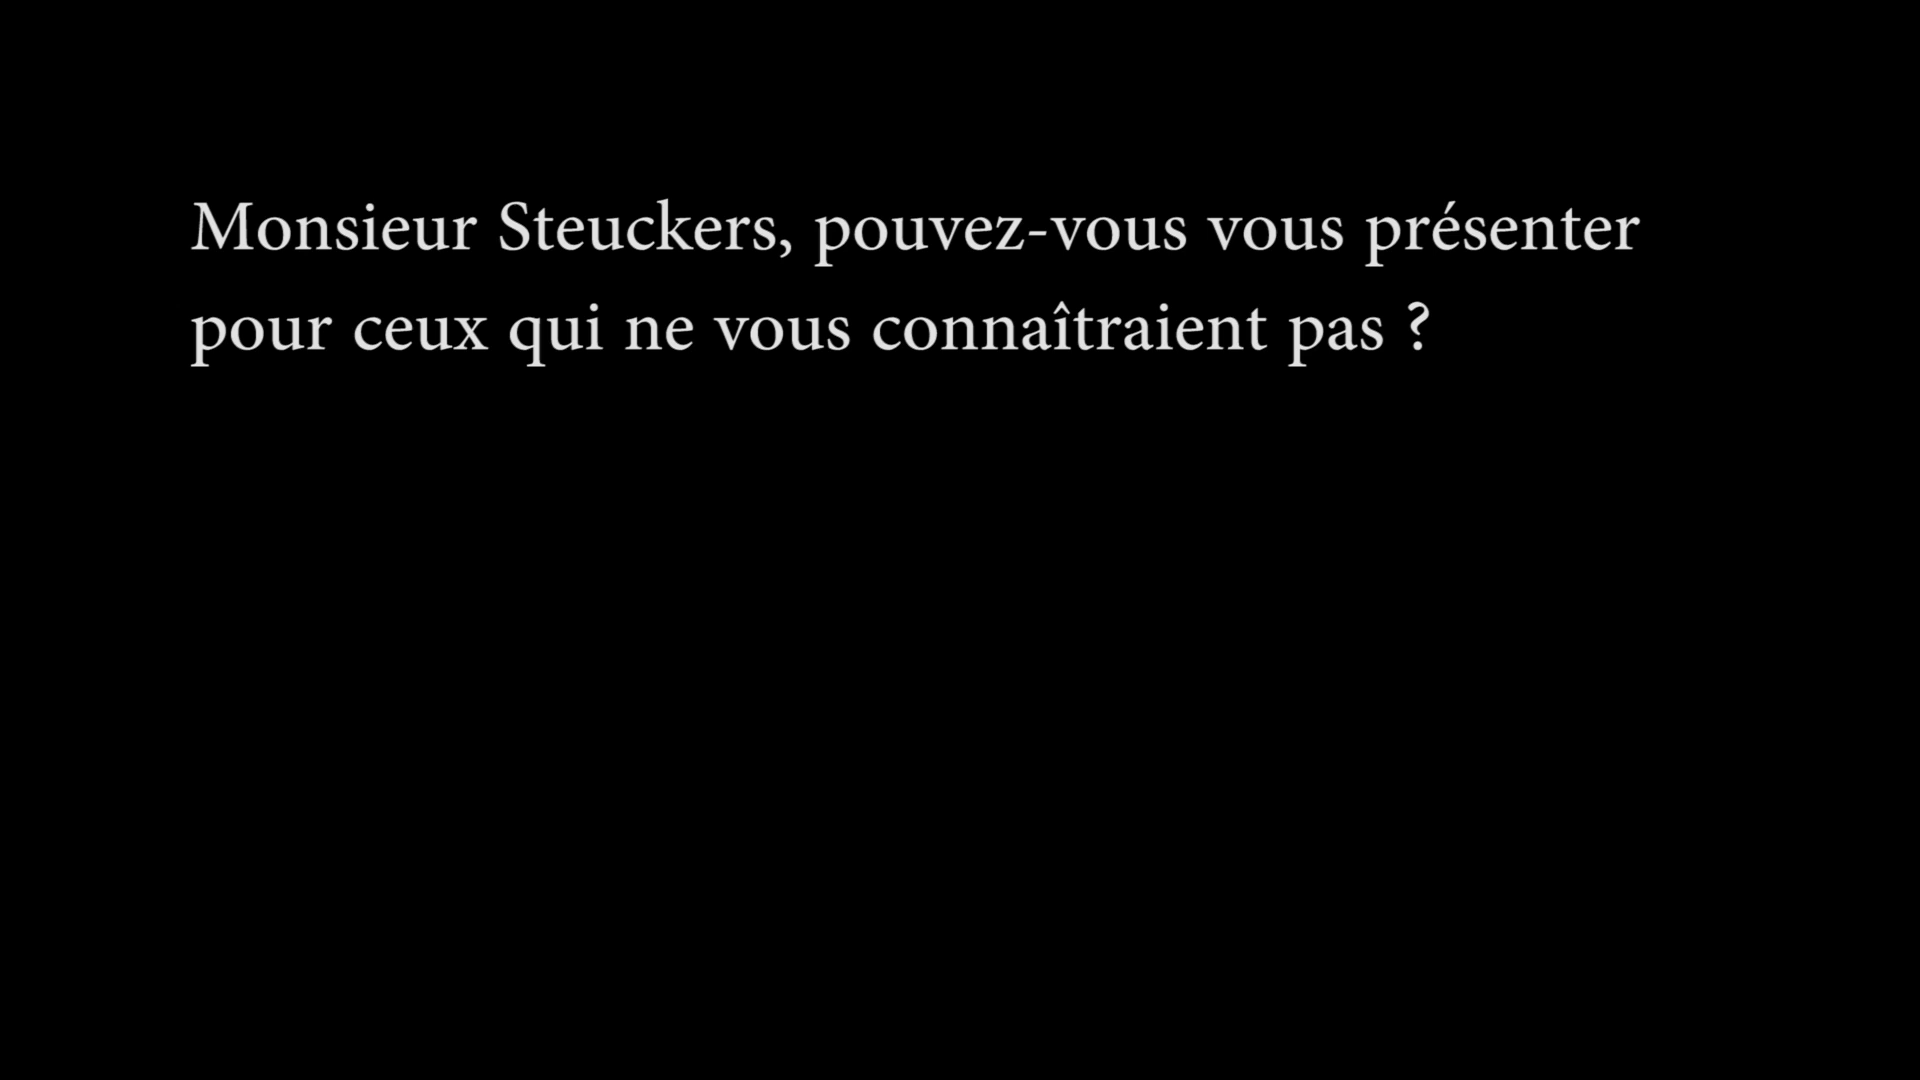 Monsieur Steuckers, pouvez-vous vous présenter
pour ceux qui ne vous connaîtraient pas ?